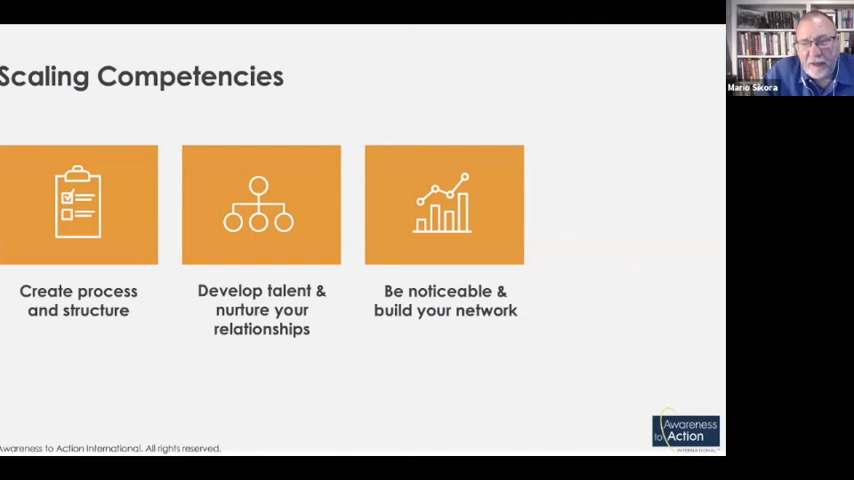 Scaling Competencies
Mario Sikora
Create process
and structure
Develop talent &
nurture your
relationships
Be noticeable &
build your network
Awareness
to Action
INTERNATIONAL
Awareness to Action International. All rights reserved.